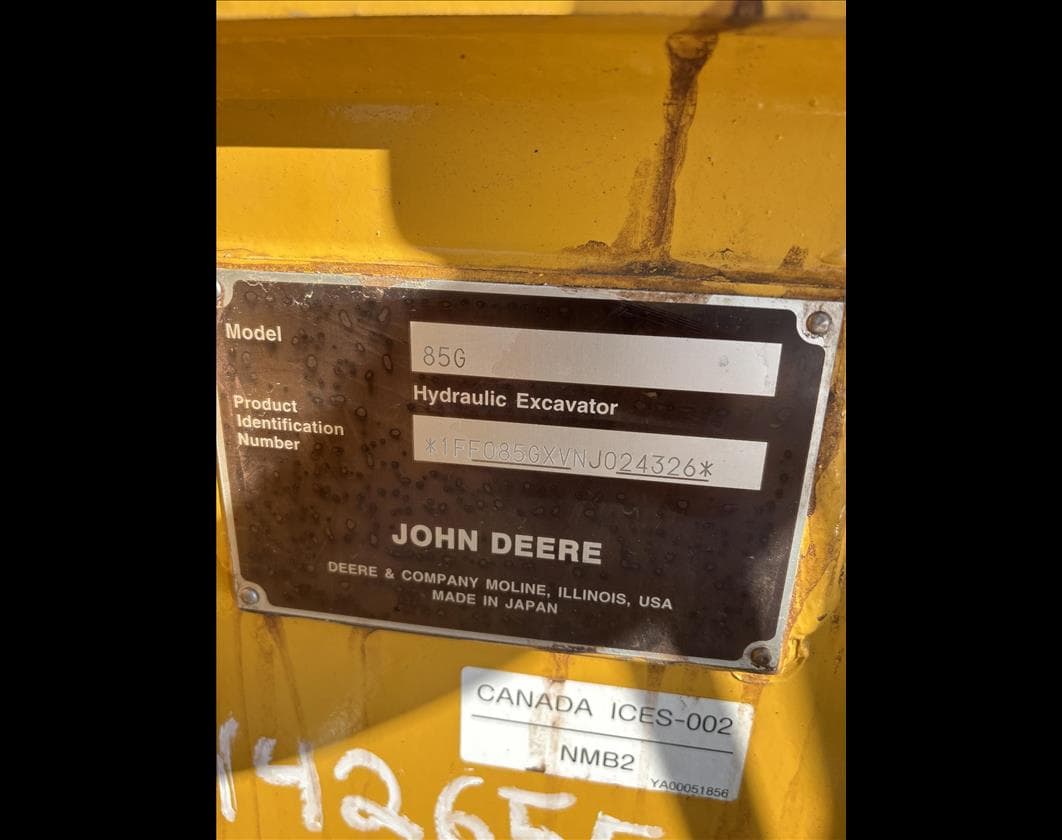 Model
85G
Hydraulic Excavator
Product
Identification
Number
*1FF085GXVNJ024326*
JOHN DEERE
DEERE & COMPANY MOLINE, ILLINOIS, USA
MADE IN JAPAN
CANADA ICES-002
NMB2
YA00051856